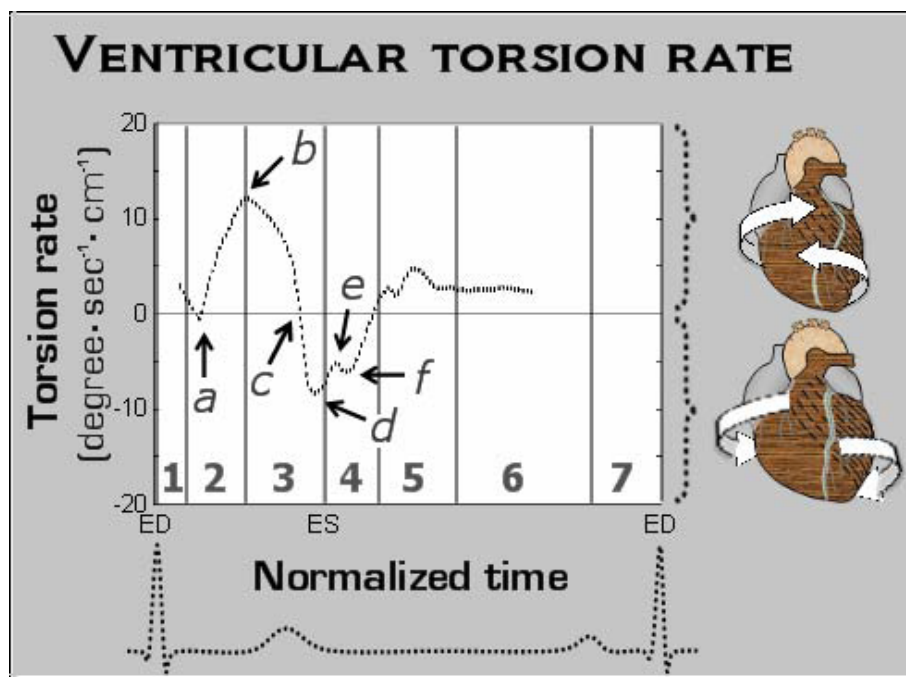 VENTRICULAR TORSION RATE
Torsion rate
(degree· sec⁻¹· cm⁻¹)
20
10
0
-10
-20
a
b
c
d
e
f
1 2 3 4 5 6 7
ED ES ED
Normalized time